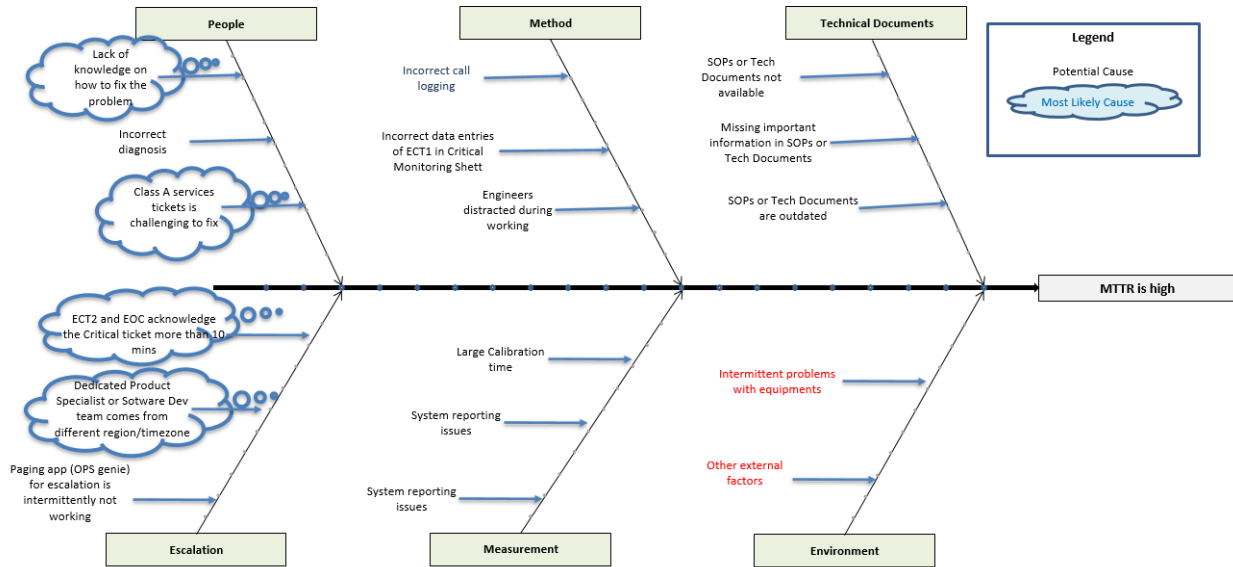 People
Method
Technical Documents
Legend
Potential Cause
Most Likely Cause
Lack of
knowledge on
how to fix the
problem
Incorrect
diagnosis
Class A services
tickets is
challenging to fix
Incorrect call
logging
Incorrect data entries
of ECT1 in Critical
Monitoring Shett
Engineers
distracted during
working
SOPs or Tech
Documents not
available
Missing important
information in SOPs or
Tech Documents
SOPs or Tech Documents
are outdated
MTTR is high
ECT2 and EOC acknowledge
the Critical ticket more than 10
mins
Dedicated Product
Specialist or Sotware Dev
team comes from
different region/timezone
Paging app (OPS genie)
for escalation is
intermittently not
working
Large Calibration
time
System reporting
issues
System reporting
issues
Intermittent problems
with equipments
Other external
factors
Escalation
Measurement
Environment